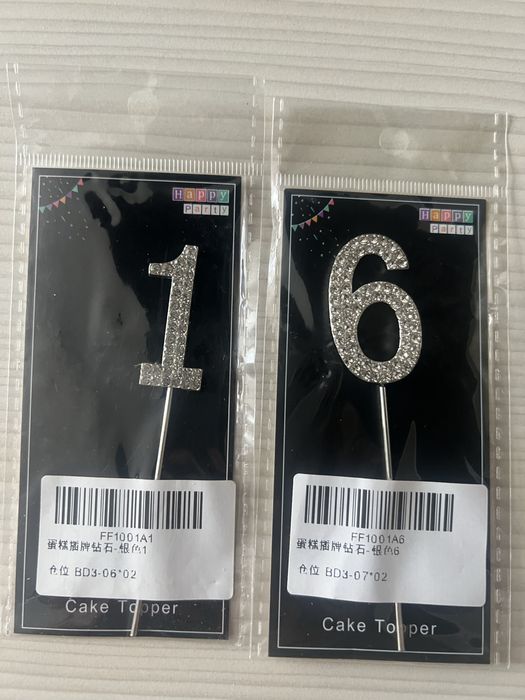 Happy
Party
1
FF1001A1
蛋糕插牌钻石-银色1
仓位 BD3-06*02
Cake Topper
Happy
Party
6
FF1001A6
蛋糕插牌钻石-银色6
仓位 BD3-07*02
Cake Topper